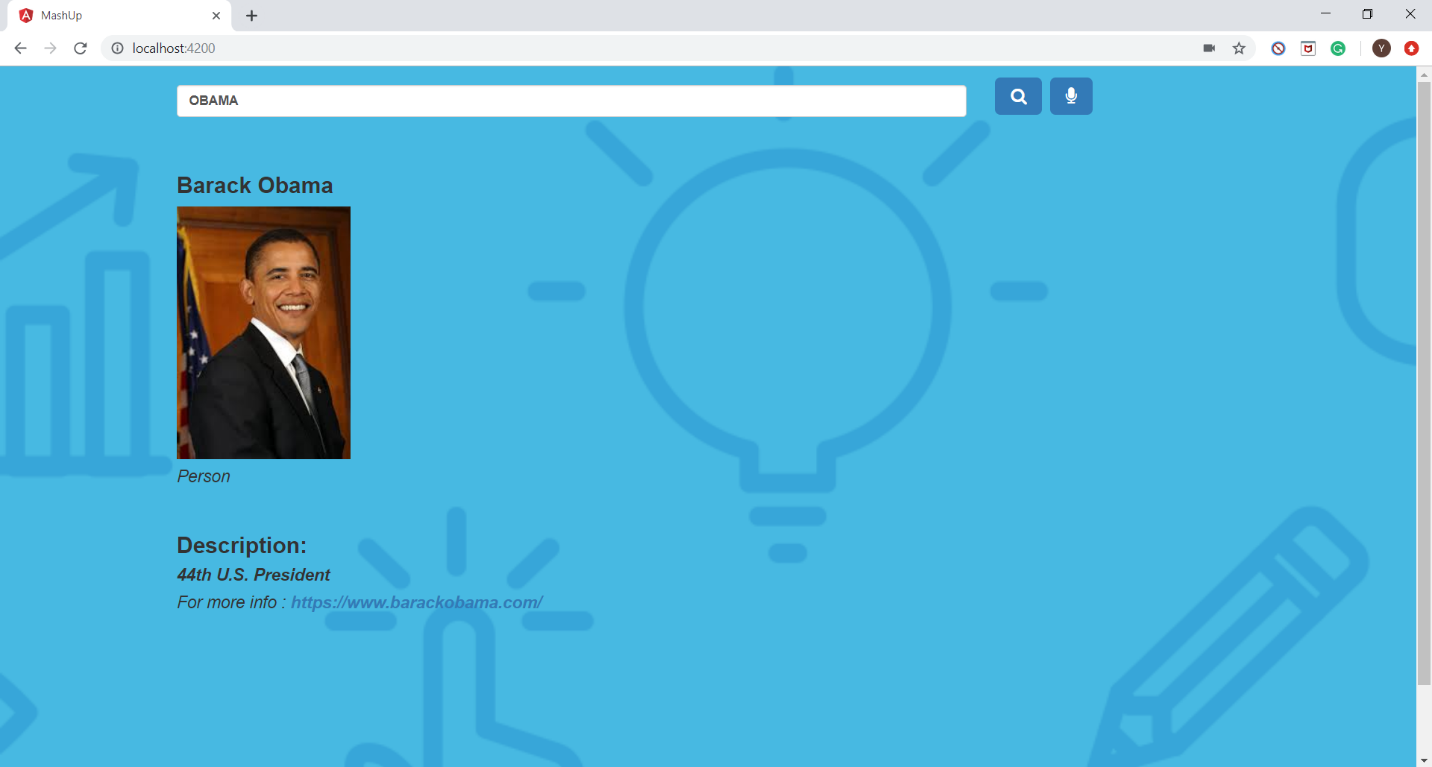 MashUp
localhost:4200
Y
OBAMA
Barack Obama
Person
Description:
44th U.S. President
For more info : https://www.barackobama.com/